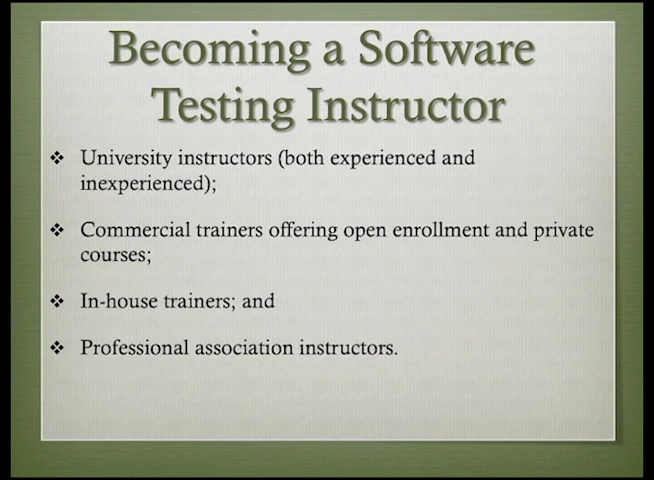 Becoming a Software
Testing Instructor
❖ University instructors (both experienced and
inexperienced);
❖ Commercial trainers offering open enrollment and private
courses;
❖ In-house trainers; and
❖ Professional association instructors.